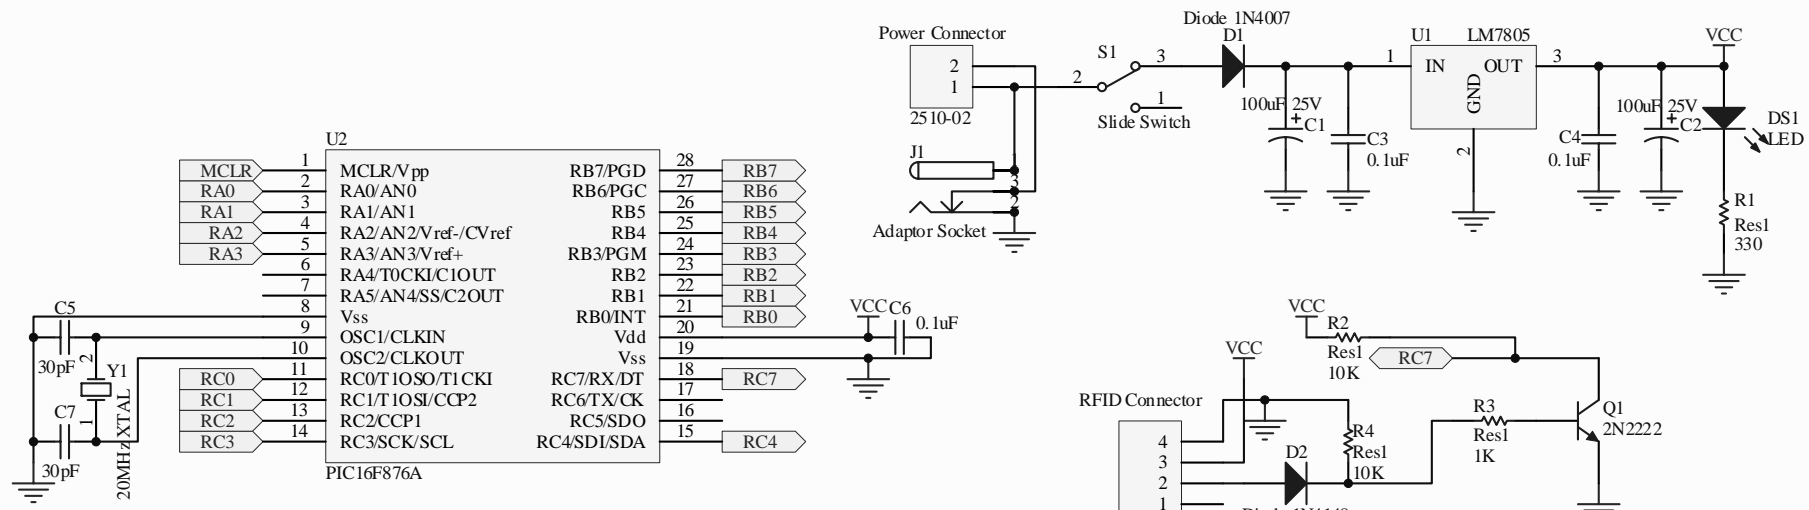 Power Connector
2
1
2510-02
S1
2
3
1
Slide Switch
Diode 1N4007
D1
100uF 25V
+
C1
C3
0.1uF
U1
LM7805
1
IN
OUT
3
GND
2
C4
0.1uF
100uF 25V
+
C2
VCC
DS1
LED
R1
Res1
330
J1
3
2
Adaptor Socket
U2
MCLR 1 MCLR/Vpp RB7/PGD 28 RB7
RA0 2 RA0/AN0 RB6/PGC 27 RB6
RA1 3 RA1/AN1 RB5 26 RB5
RA2 4 RA2/AN2/Vref-/CVref RB4 25 RB4
RA3 5 RA3/AN3/Vref+ RB3/PGM 24 RB3
6 RA4/T0CKI/C1OUT RB2 23 RB2
7 RA5/AN4/SS/C2OUT RB1 22 RB1
8 Vss RB0/INT 21 RB0
9 OSC1/CLKIN Vdd 20
10 OSC2/CLKOUT Vss 19
RC0 11 RC0/T1OSO/T1CKI RC7/RX/DT 18 RC7
RC1 12 RC1/T1OSI/CCP2 RC6/TX/CK 17
RC2 13 RC2/CCP1 RC5/SDO 16
RC3 14 RC3/SCK/SCL RC4/SDI/SDA 15 RC4
PIC16F876A
C5
30pF
2
Y1
1
20MHz XTAL
C7
30pF
VCC
C6
0.1uF
VCC
R2
Res1
10K
RC7
VCC
RFID Connector
4
3
2
1
D2
R4
Res1
10K
R3
Res1
1K
Q1
2N2222